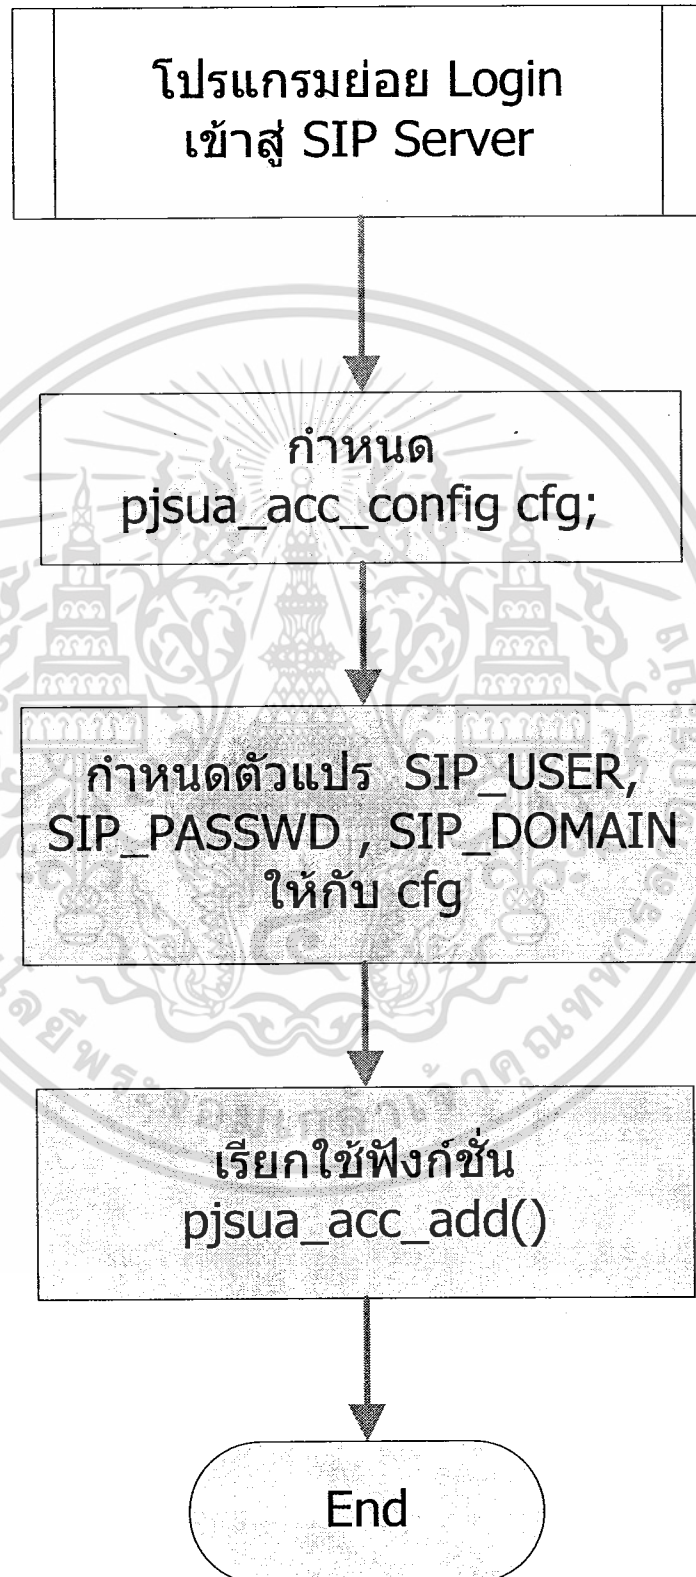 โปรแกรมย่อย Login
เข้าสู่ SIP Server
กำหนด
pjsua_acc_config cfg;
กำหนดตัวแปร SIP_USER,
SIP_PASSWD , SIP_DOMAIN
ให้กับ cfg
เรียกใช้ฟังก์ชั่น
pjsua_acc_add()
End